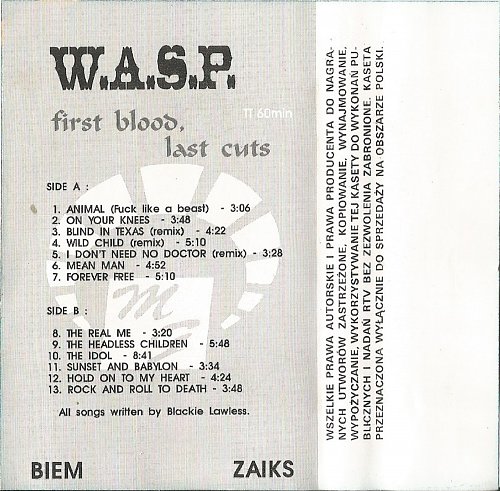 W.A.S.P.
first blood,
last cuts
TT 60min
SIDE A :
1. ANIMAL (Fuck like a beast) - 3:06
2. ON YOUR KNEES - 3:48
3. BLIND IN TEXAS (remix) - 4:22
4. WILD CHILD (remix) - 5:10
5. I DON'T NEED NO DOCTOR (remix) - 3:28
6. MEAN MAN - 4:52
7. FOREVER FREE - 5:10
SIDE B :
8. THE REAL ME - 3:20
9. THE HEADLESS CHILDREN - 5:48
10. THE IDOL - 8:41
11. SUNSET AND BABYLON - 3:34
12. HOLD ON TO MY HEART - 4:24
13. ROCK AND ROLL TO DEATH - 3:48
All songs written by Blackie Lawless.
BIEM ZAIKS
WSZELKIE PRAWA AUTORSKIE I PRAWA PRODUCENTA DO NAGRA-
NYCH UTWORÓW ZASTRZEŻONE. KOPIOWANIE, WYNAJMOWANIE,
WYPOŻYCZANIE, WYKORZYSTYWANIE TEJ KASETY DO WYKONAŃ PU-
BLICZNYCH I NADAŃ RTV BEZ ZEZWOLENIA ZABRONIONE. KASETA
PRZEZNACZONA WYŁĄCZNIE DO SPRZEDAŻY NA OBSZARZE POLSKI.